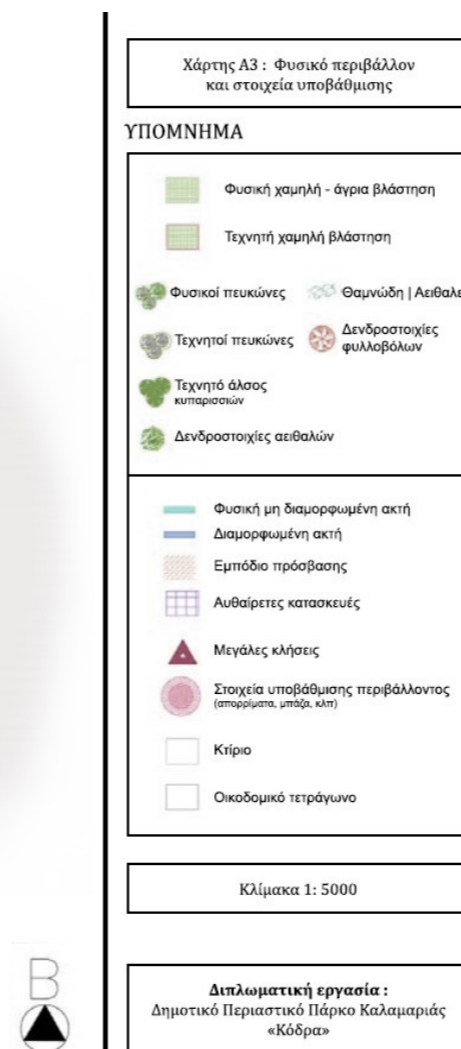 Χάρτης Α3 : Φυσικό περιβάλλον
και στοιχεία υποβάθμισης
ΥΠΟΜΝΗΜΑ
Φυσική χαμηλή - άγρια βλάστηση
Τεχνητή χαμηλή βλάστηση
Φυσικοί πευκώνες
Θαμνώδη | Αειθαλε
Τεχνητοί πευκώνες
Δενδροστοιχίες
φυλλοβόλων
Τεχνητό άλσος
κυπαρισσιών
Δενδροστοιχίες αειθαλών
Φυσική μη διαμορφωμένη ακτή
Διαμορφωμένη ακτή
Εμπόδιο πρόσβασης
Αυθαίρετες κατασκευές
Μεγάλες κλήσεις
Στοιχεία υποβάθμισης περιβάλλοντος
(απορρίματα, μπάζα, κλπ)
Κτίριο
Οικοδομικό τετράγωνο
Κλίμακα 1: 5000
Β
Διπλωματική εργασία :
Δημοτικό Περιαστικό Πάρκο Καλαμαριάς
«Κόδρα»